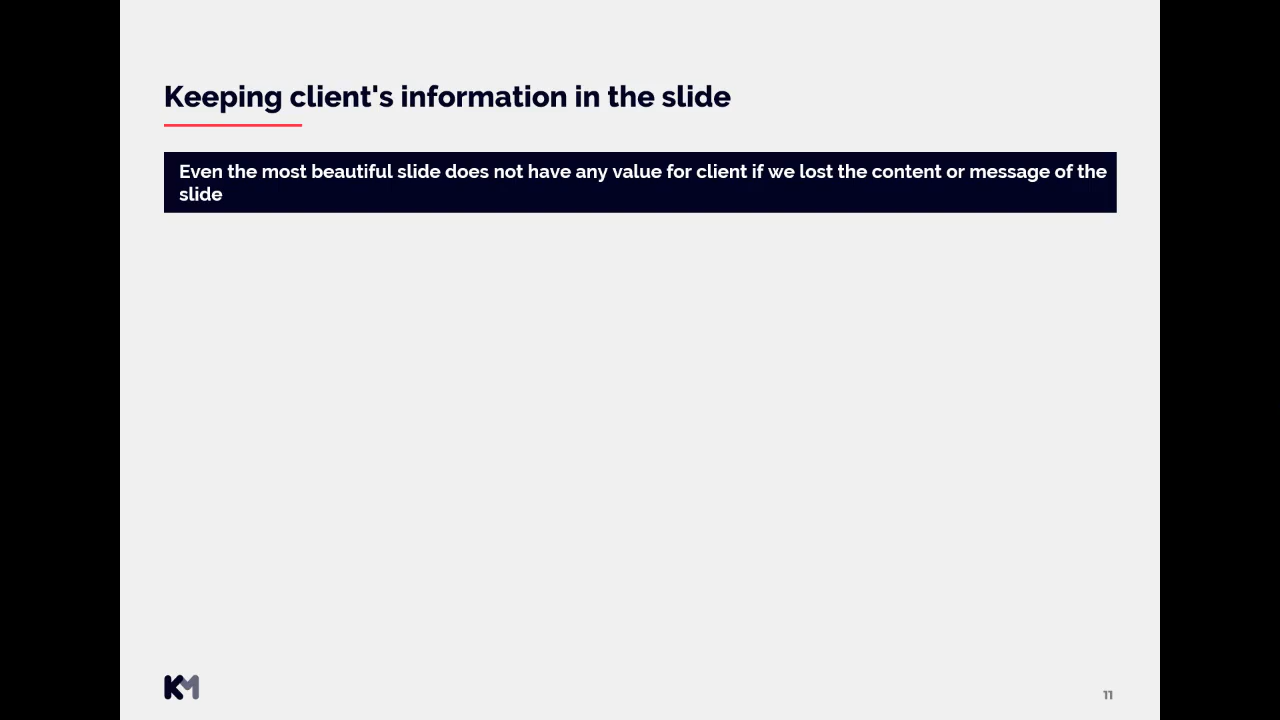 Keeping client's information in the slide
Even the most beautiful slide does not have any value for client if we lost the content or message of the
slide
KM
11